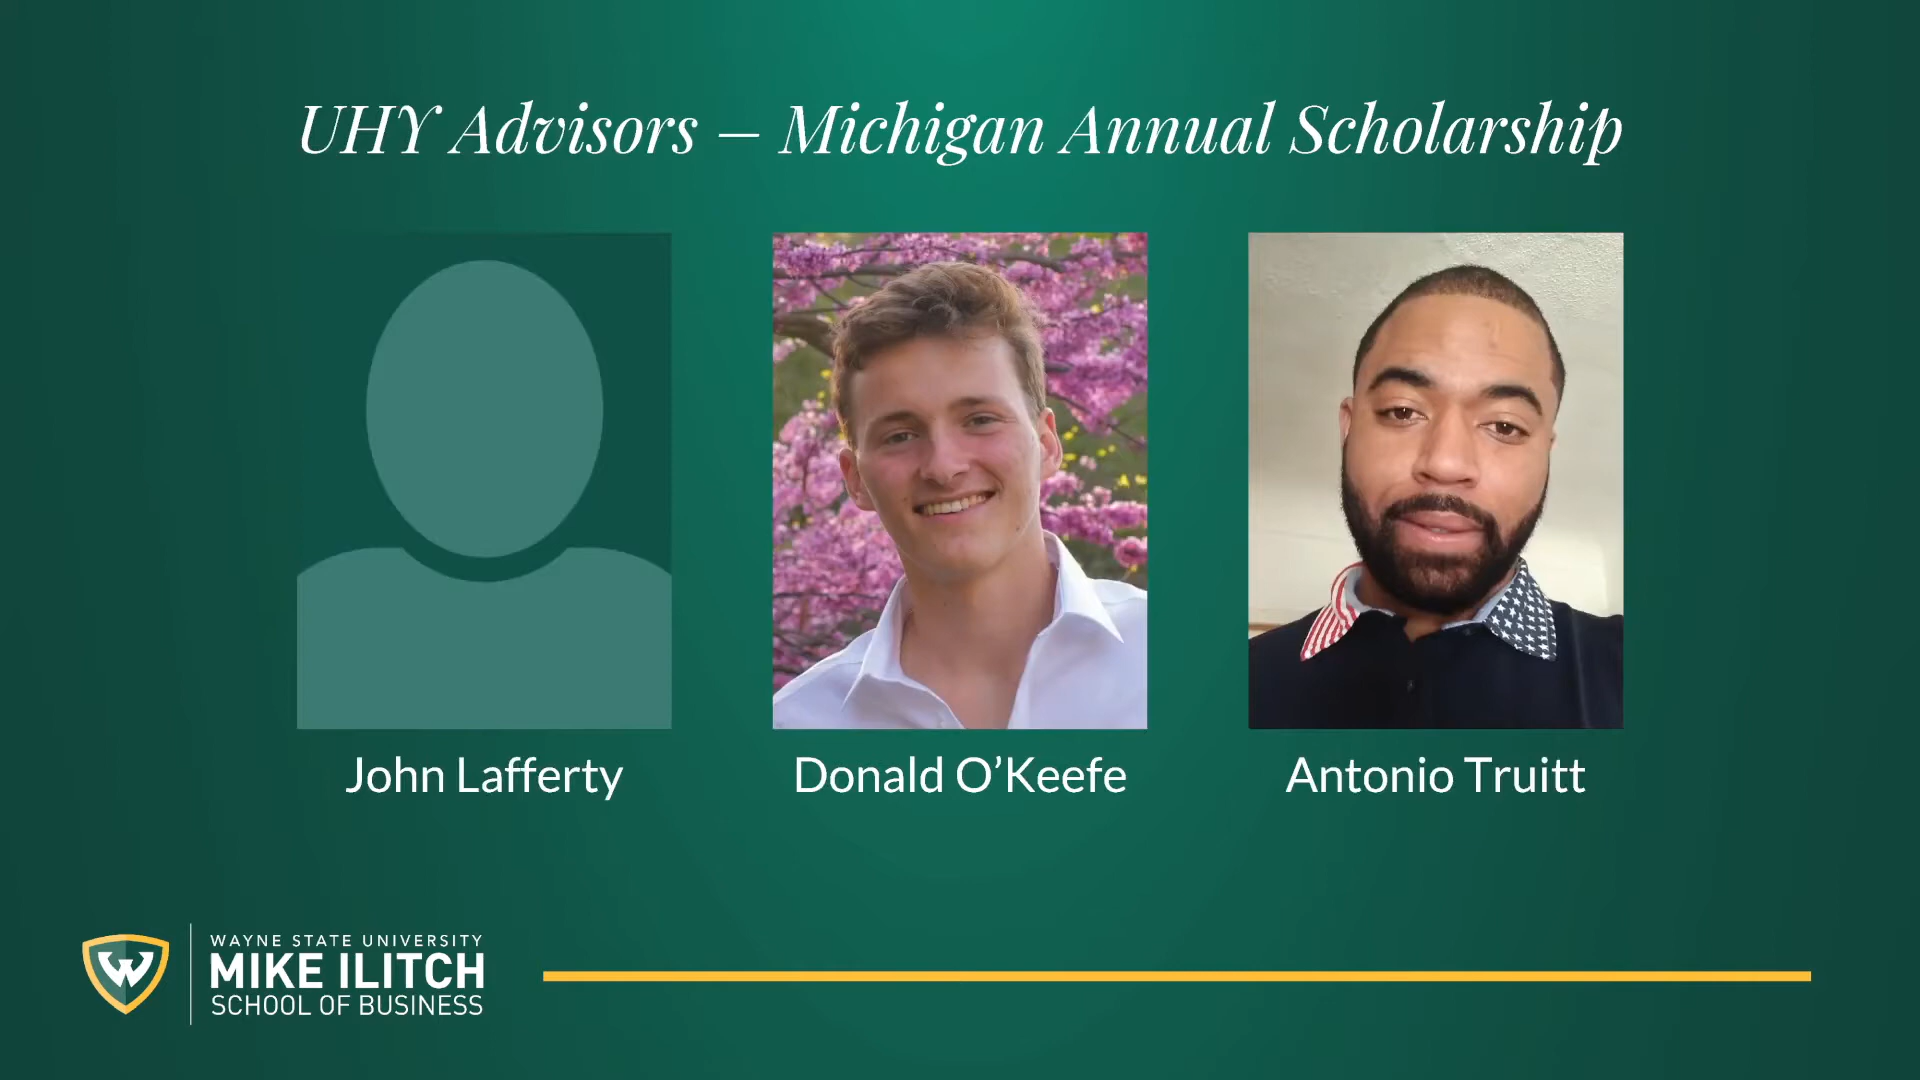 UHY Advisors – Michigan Annual Scholarship
John Lafferty
Donald O’Keefe
Antonio Truitt
W
WAYNE STATE UNIVERSITY
MIKE ILITCH
SCHOOL OF BUSINESS